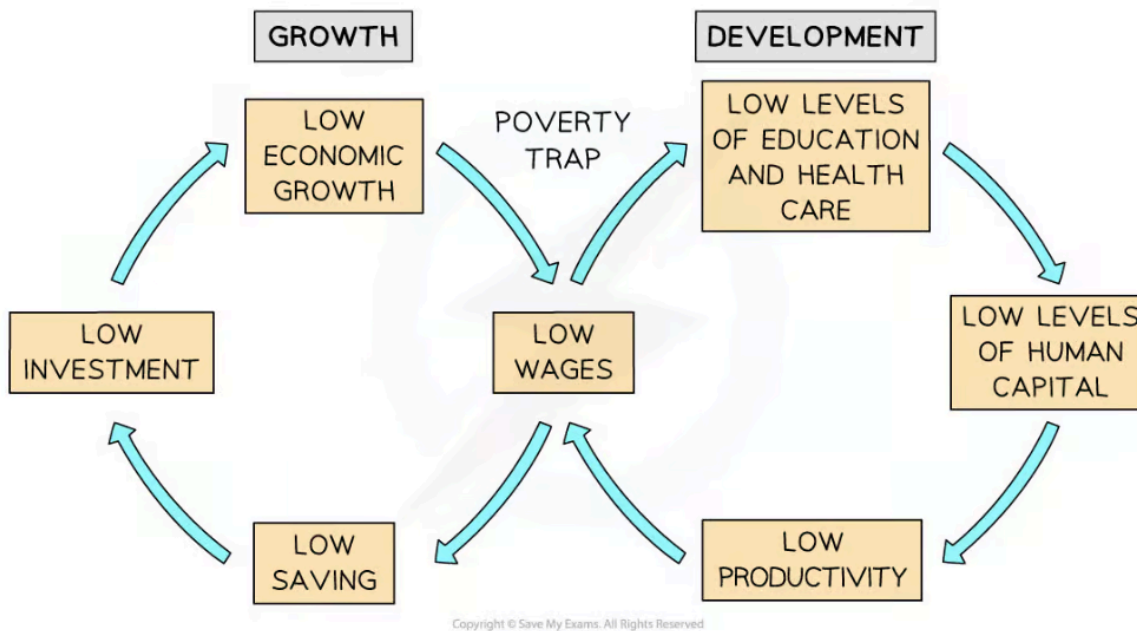 GROWTH
DEVELOPMENT
LOW
ECONOMIC
GROWTH
POVERTY
TRAP
LOW LEVELS
OF EDUCATION
AND HEALTH
CARE
LOW
INVESTMENT
LOW
WAGES
LOW LEVELS
OF HUMAN
CAPITAL
LOW
SAVING
LOW
PRODUCTIVITY
Copyright © Save My Exams. All Rights Reserved